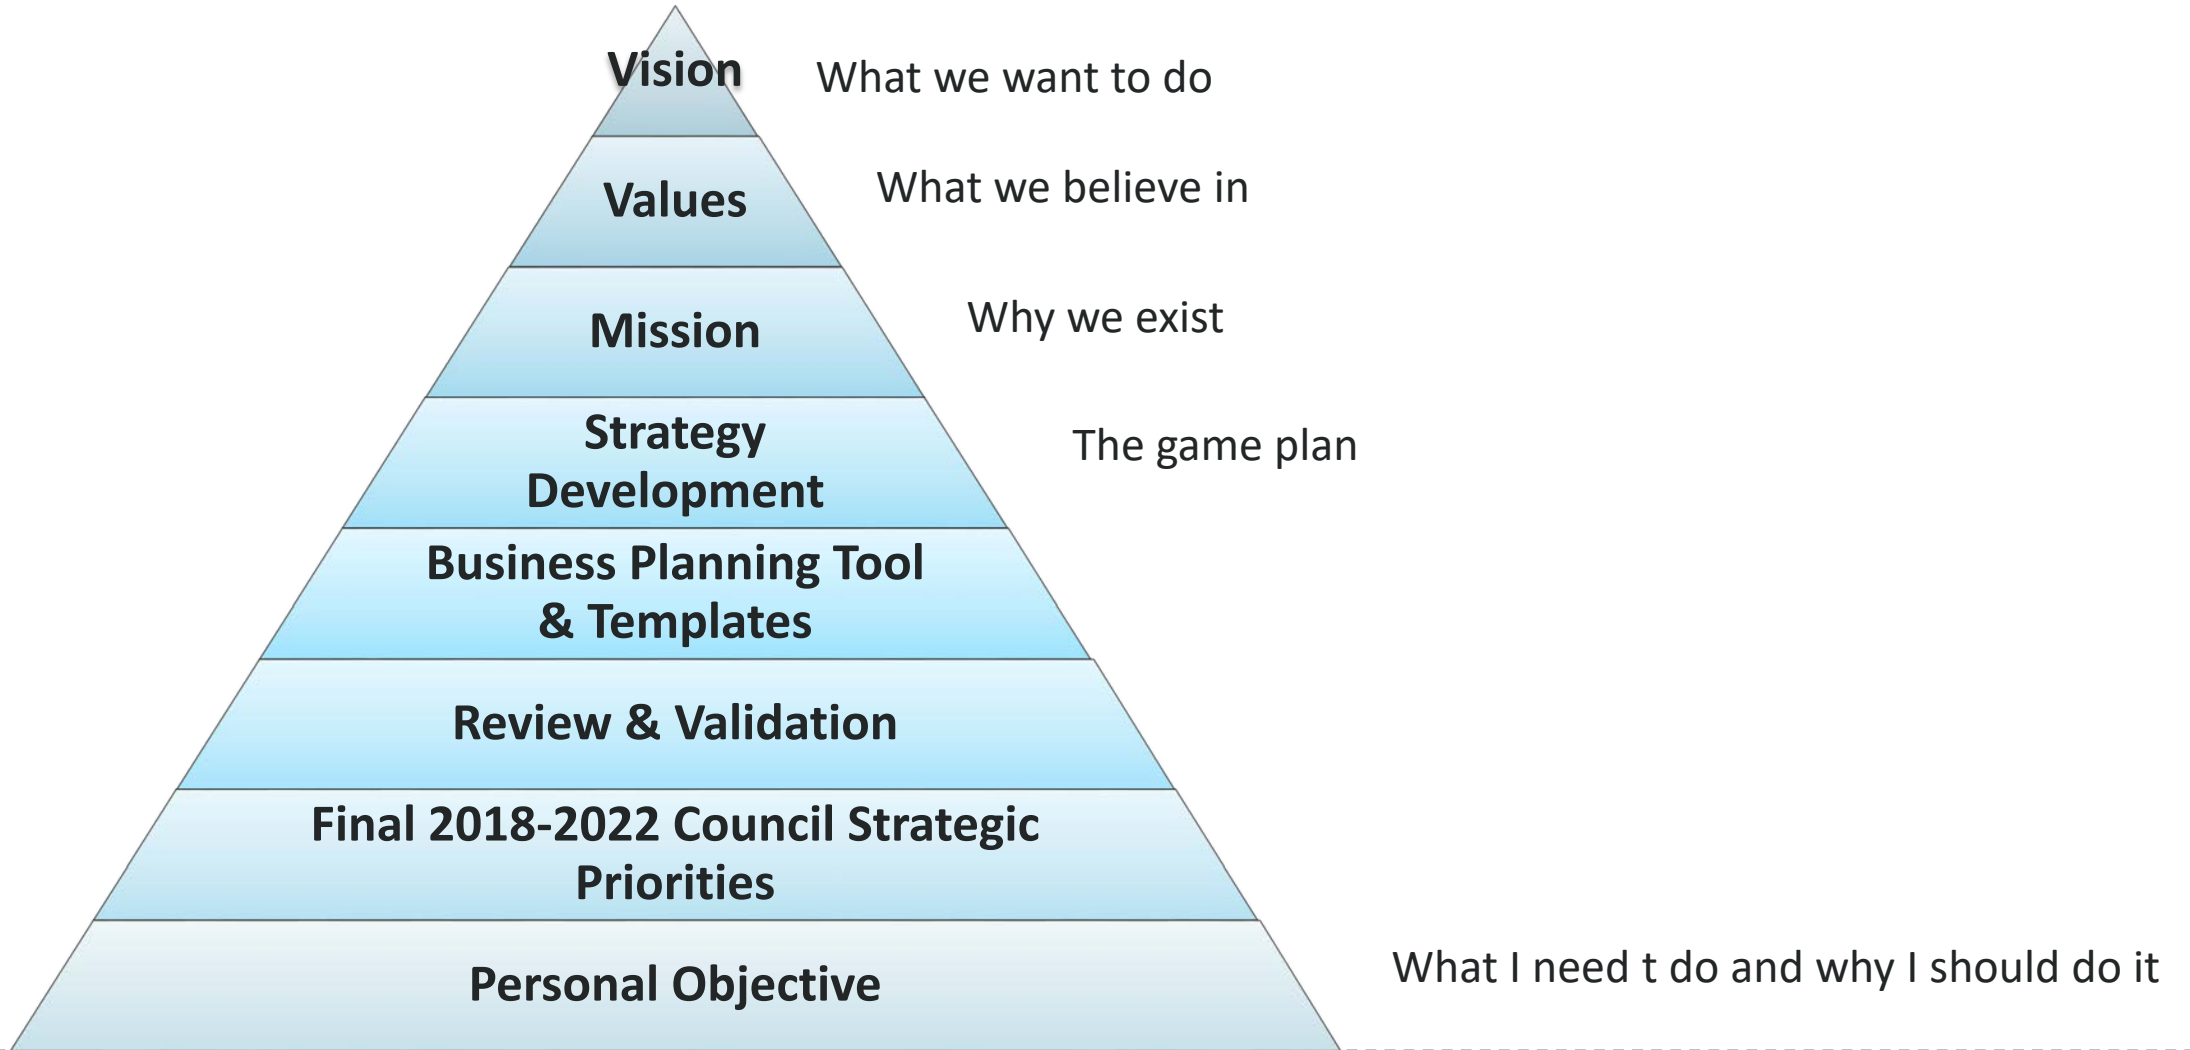 Vision
What we want to do
Values
What we believe in
Mission
Why we exist
Strategy
Development
The game plan
Business Planning Tool
& Templates
Review & Validation
Final 2018-2022 Council Strategic
Priorities
Personal Objective
What I need t do and why I should do it